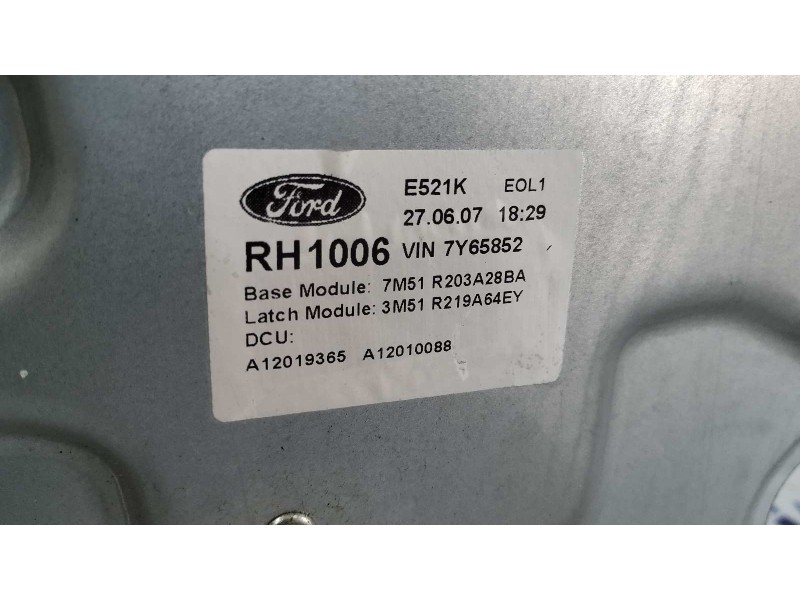 Ford E521K EOL1
27.06.07 18:29
RH1006 VIN 7Y65852
Base Module: 7M51 R203A28BA
Latch Module: 3M51 R219A64EY
DCU:
A12019365 A12010088